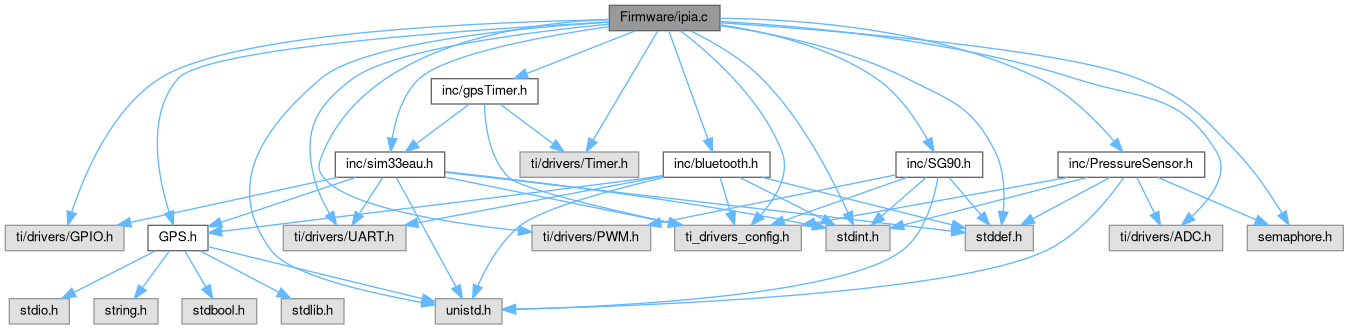 Firmware/ipia.c
inc/gpsTimer.h
inc/sim33eau.h
ti/drivers/Timer.h
inc/bluetooth.h
inc/SG90.h
inc/PressureSensor.h
ti/drivers/GPIO.h
GPS.h
ti/drivers/UART.h
ti/drivers/PWM.h
ti_drivers_config.h
stdint.h
stddef.h
ti/drivers/ADC.h
semaphore.h
stdio.h
string.h
stdbool.h
stdlib.h
unistd.h